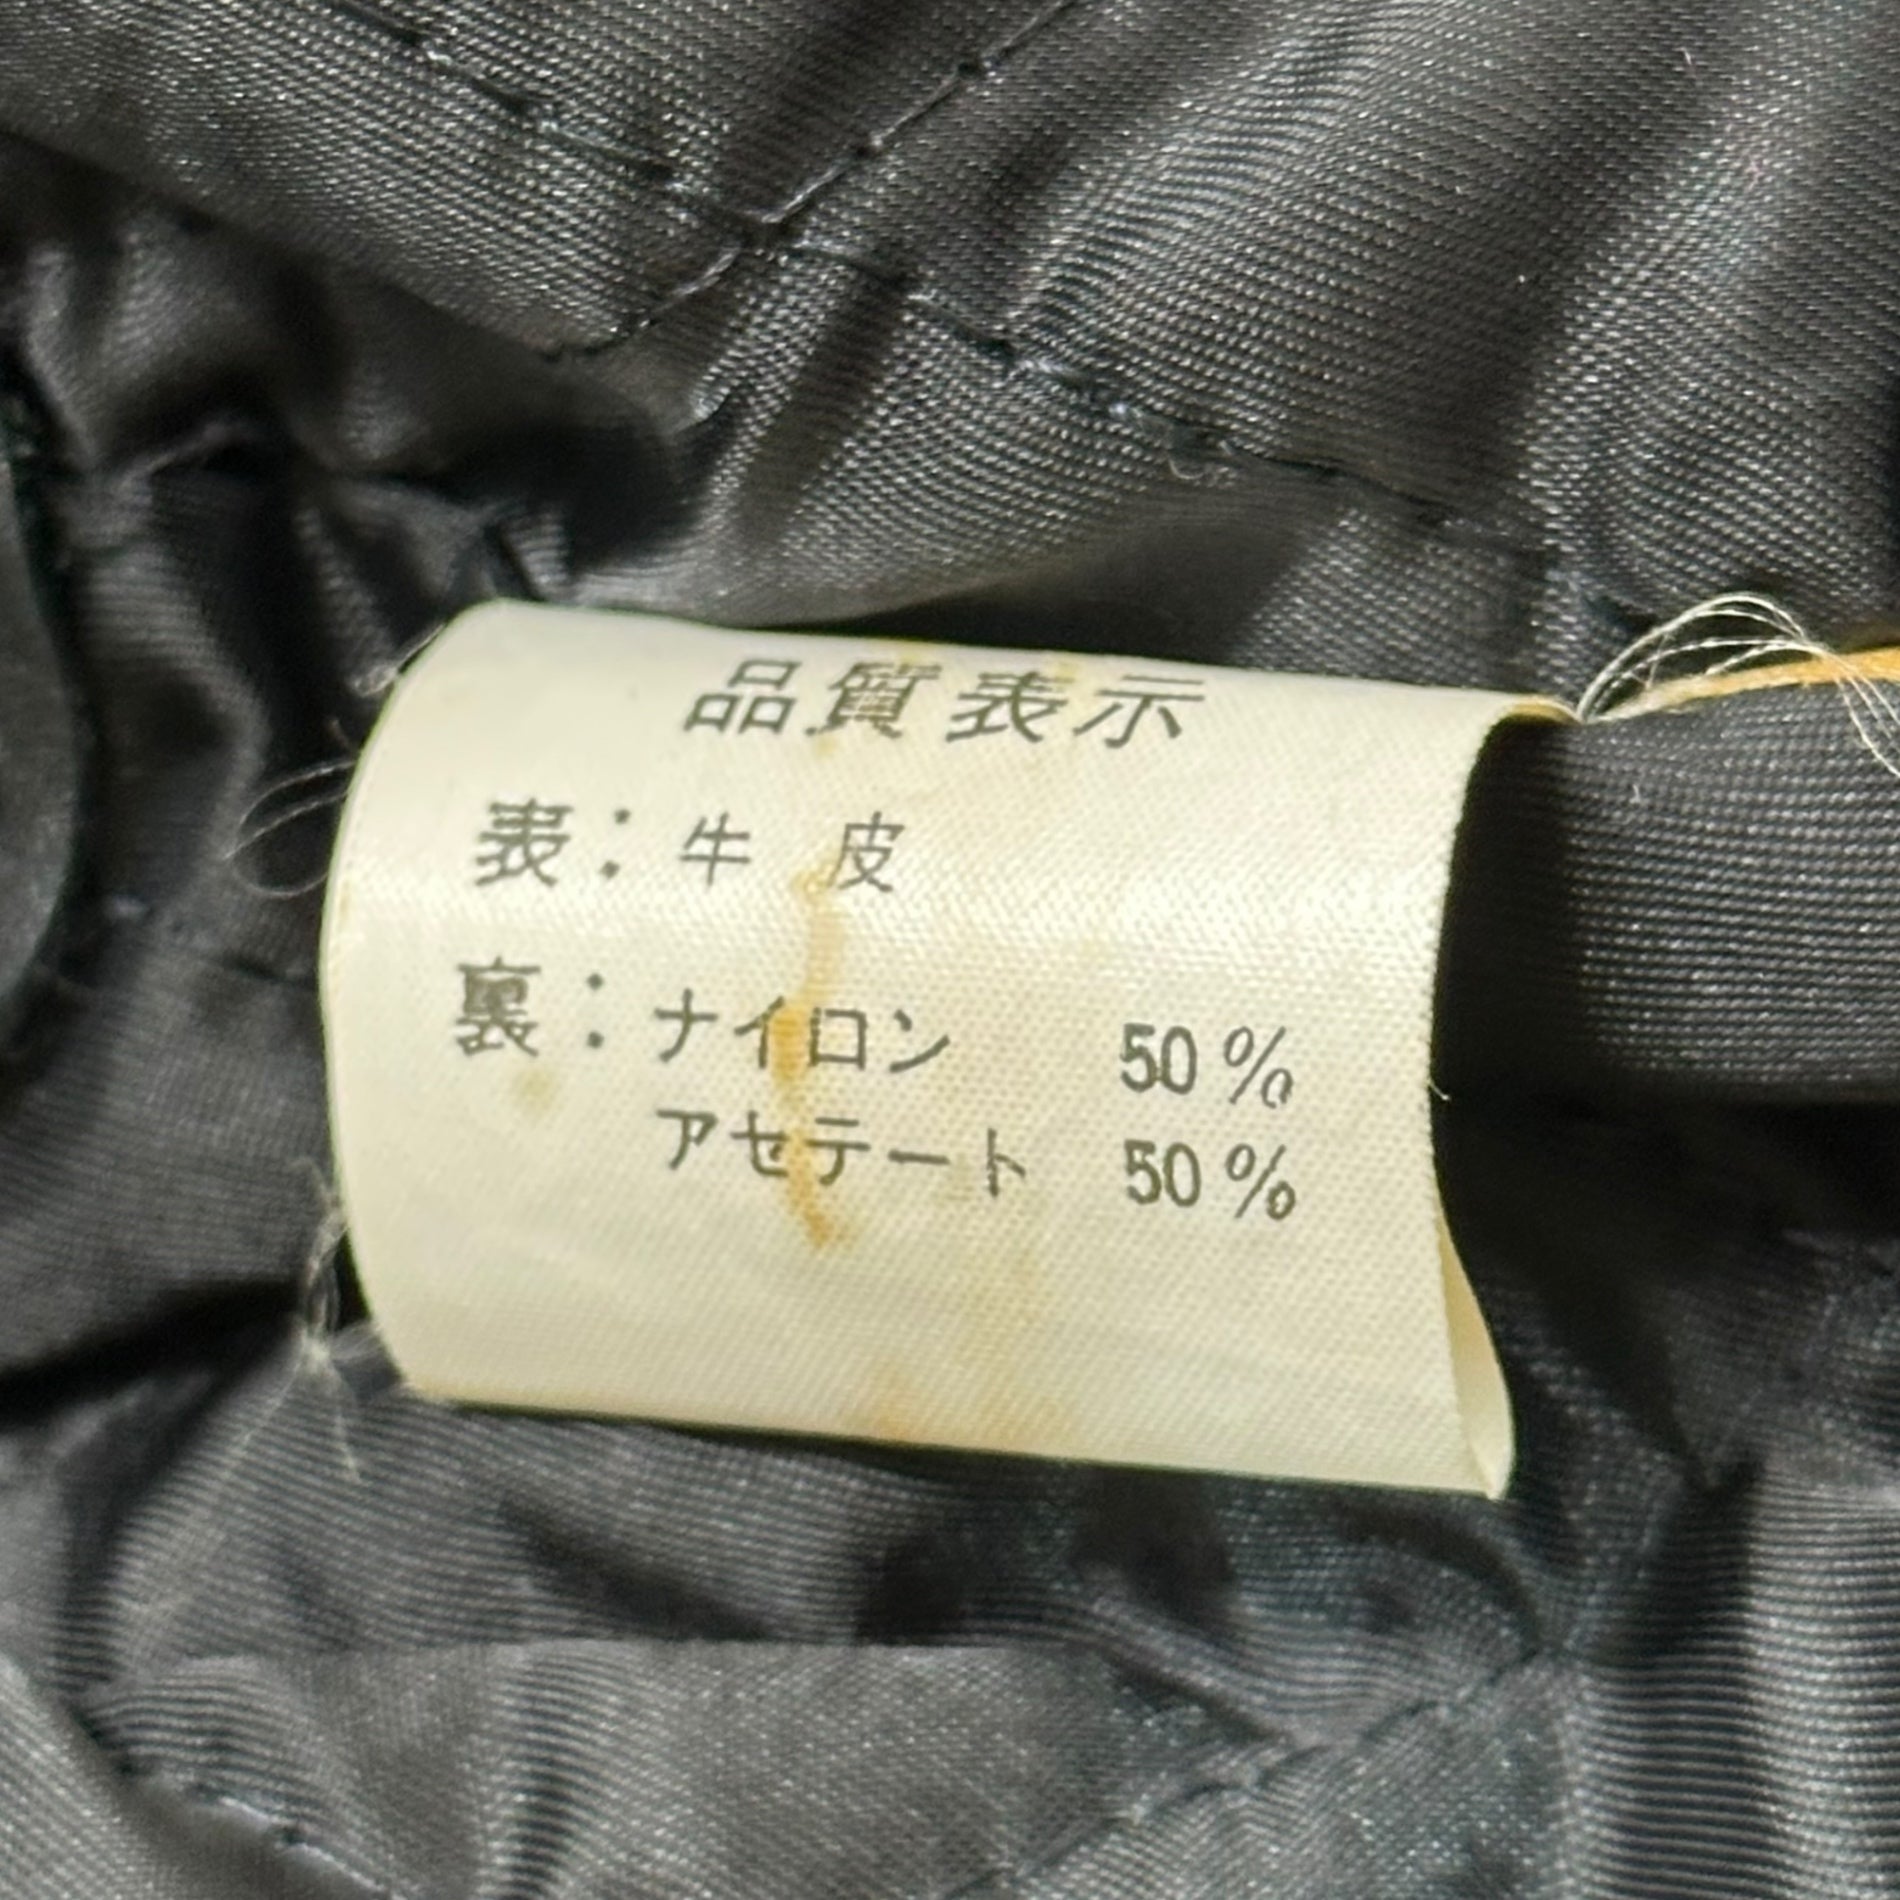 品質表示
表：牛 皮
裏：ナイロン 50%
アセテート 50%